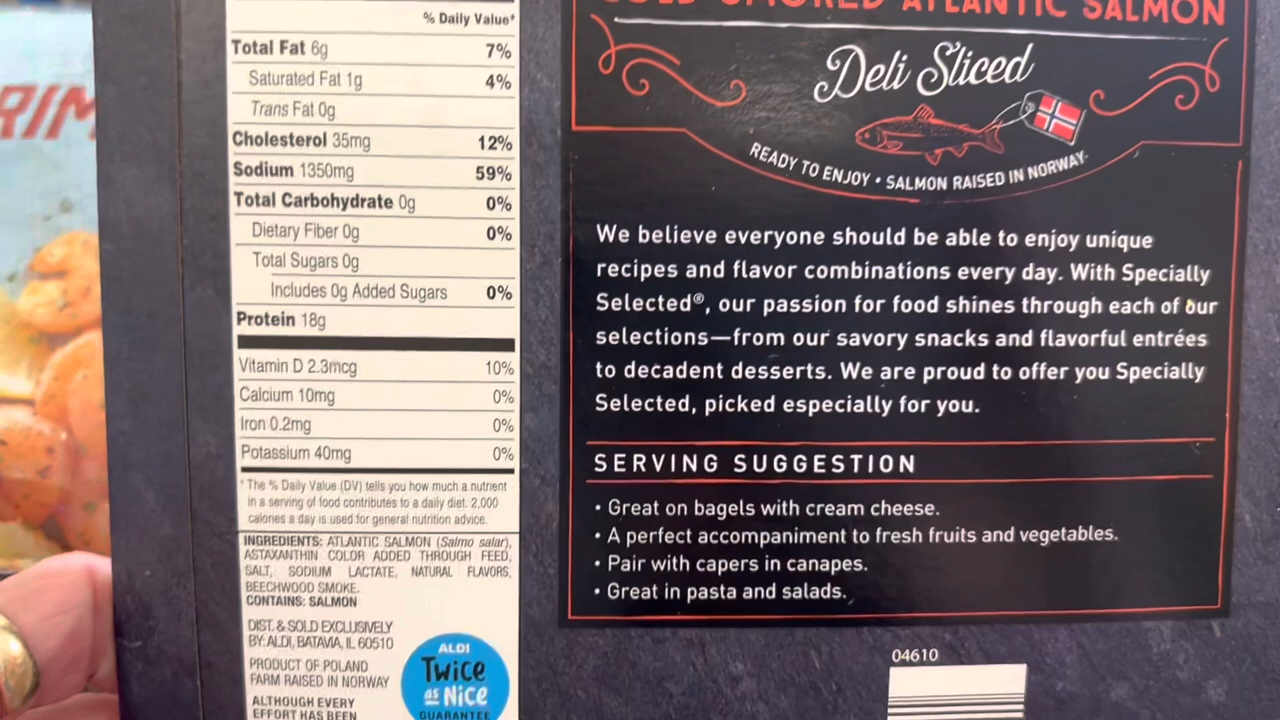 RIM
% Daily Value*
Total Fat 6g 7%
Saturated Fat 1g 4%
Trans Fat 0g
Cholesterol 35mg 12%
Sodium 1350mg 59%
Total Carbohydrate 0g 0%
Dietary Fiber 0g 0%
Total Sugars 0g
Includes 0g Added Sugars 0%
Protein 18g
Vitamin D 2.3mcg 10%
Calcium 10mg 0%
Iron 0.2mg 0%
Potassium 40mg 0%
* The % Daily Value (DV) tells you how much a nutrient
in a serving of food contributes to a daily diet. 2,000
calories a day is used for general nutrition advice.
INGREDIENTS: ATLANTIC SALMON (Salmo salar),
ASTAXANTHIN COLOR ADDED THROUGH FEED,
SALT, SODIUM LACTATE, NATURAL FLAVORS,
BEECHWOOD SMOKE.
CONTAINS: SALMON
DIST. & SOLD EXCLUSIVELY
BY: ALDI, BATAVIA, IL 60510
PRODUCT OF POLAND
FARM RAISED IN NORWAY
ALTHOUGH EVERY
EFFORT HAS BEEN
ALDI
Twice
as Nice
GUARANTEE
COLD SMOKED ATLANTIC SALMON
Deli Sliced
READY TO ENJOY • SALMON RAISED IN NORWAY
We believe everyone should be able to enjoy unique
recipes and flavor combinations every day. With Specially
Selected®, our passion for food shines through each of our
selections—from our savory snacks and flavorful entrées
to decadent desserts. We are proud to offer you Specially
Selected, picked especially for you.
SERVING SUGGESTION
• Great on bagels with cream cheese.
• A perfect accompaniment to fresh fruits and vegetables.
• Pair with capers in canapes.
• Great in pasta and salads.
04610